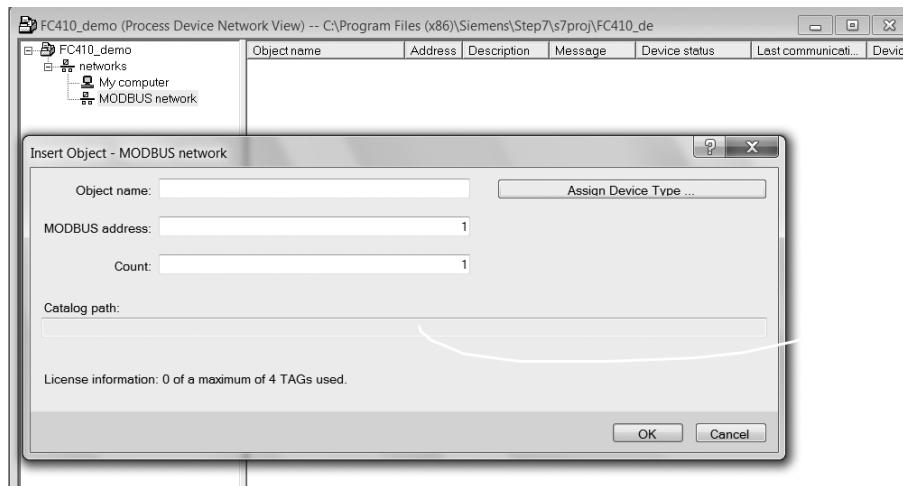 FC410_demo (Process Device Network View) -- C:\Program Files (x86)\Siemens\Step7\s7proj\FC410_de
FC410_demo
networks
My computer
MODBUS network
Object name Address Description Message Device status Last communicati... Devic
Insert Object - MODBUS network
Object name: Assign Device Type ...
MODBUS address: 1
Count: 1
Catalog path:
License information: 0 of a maximum of 4 TAGs used.
OK Cancel